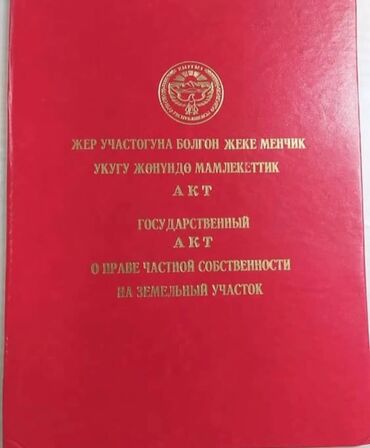 ЖЕР УЧАСТОГУНА БОЛГОН ЖЕКЕ МЕНЧИК
УКУГУ ЖӨНҮНДӨ МАМЛЕКЕТТИК
АКТ
ГОСУДАРСТВЕННЫЙ
АКТ
О ПРАВЕ ЧАСТНОЙ СОБСТВЕННОСТИ
НА ЗЕМЕЛЬНЫЙ УЧАСТОК